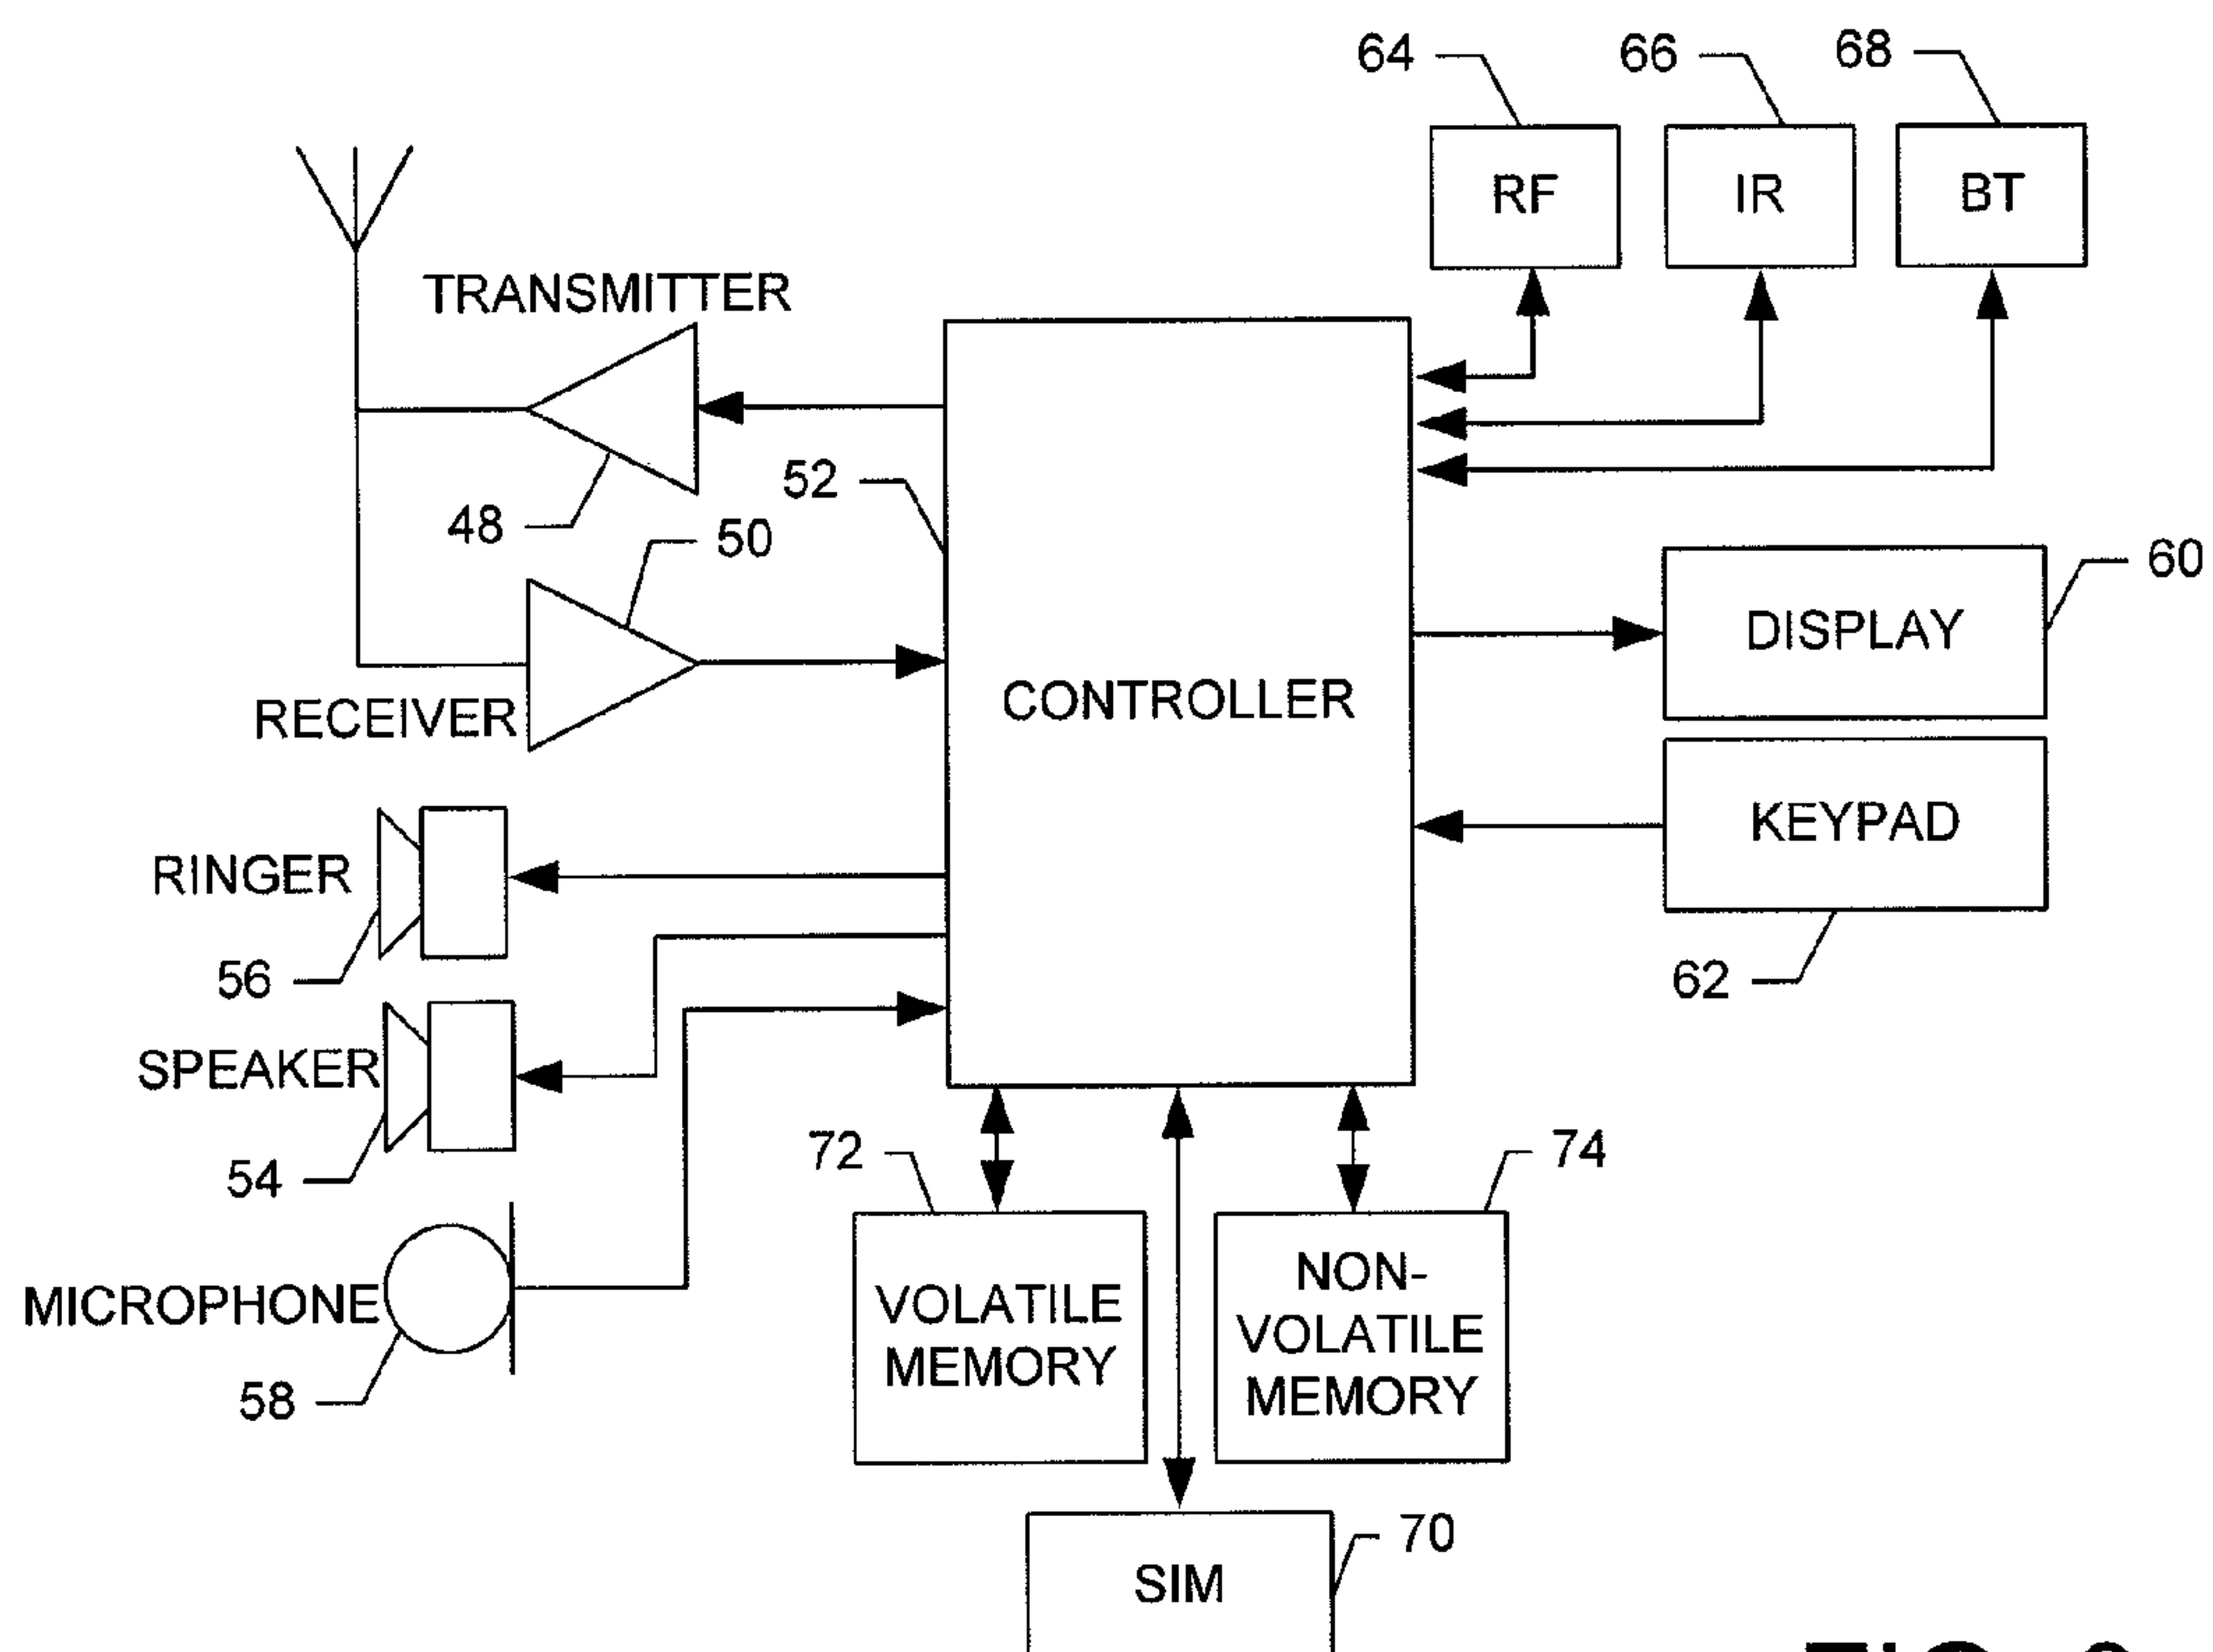 64
66
68
RF
IR
BT
TRANSMITTER
52
48
50
60
DISPLAY
CONTROLLER
RECEIVER
KEYPAD
RINGER
56
62
SPEAKER
54
72
74
MICROPHONE
58
VOLATILE
MEMORY
NON-
VOLATILE
MEMORY
70
SIM